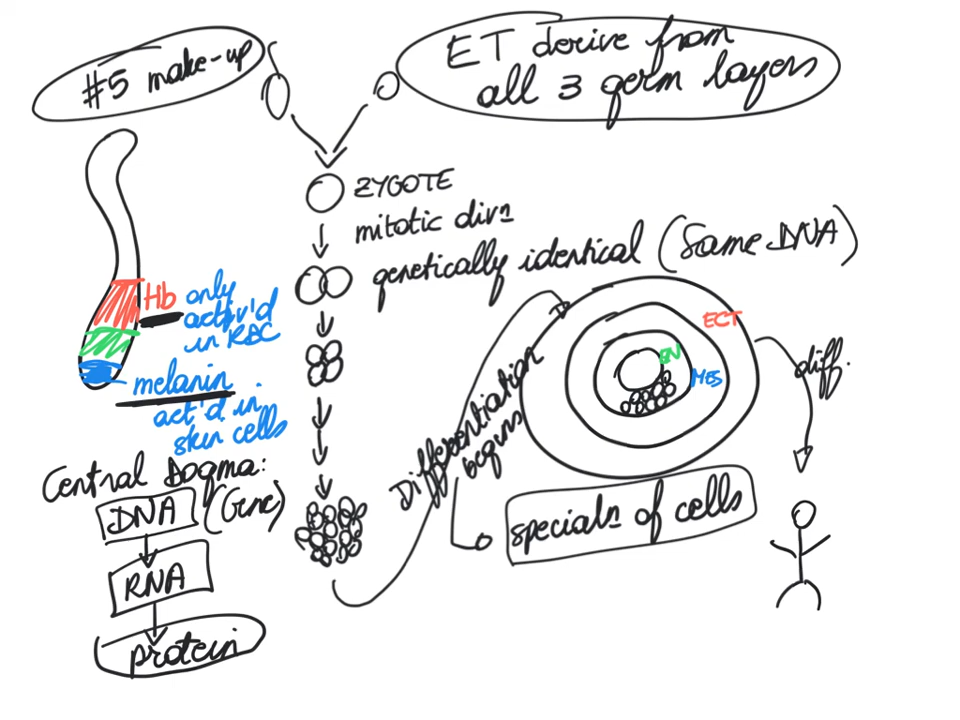 #5 make-up
ET derive from
all 3 germ layers
ZYGOTE
mitotic divn
genetically identical (Same DNA)
Hb only
activ'd
in RBC
melanin
act'd in
skin cells
ECT
EN
MES
diff.
Differentiation
begins
specialn of cells
Central Dogma:
DNA (Gene)
RNA
protein